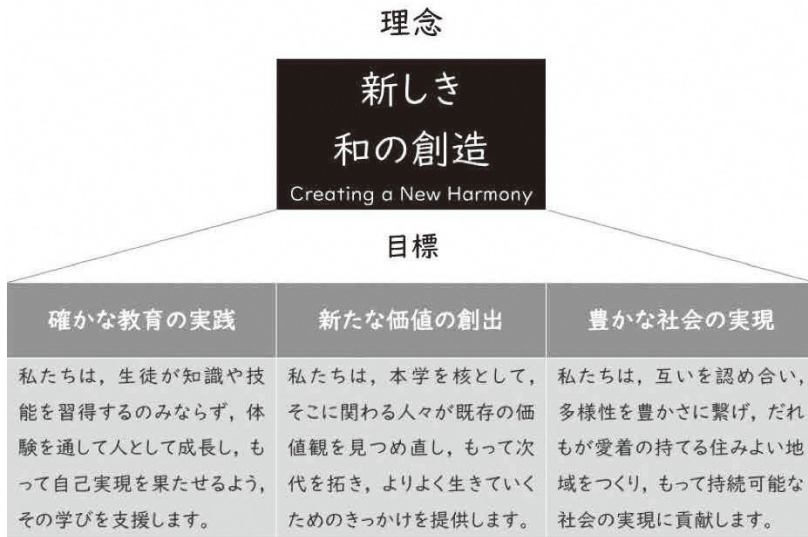 理念
新しき
和の創造
Creating a New Harmony
目標
確かな教育の実践
私たちは，生徒が知識や技
能を習得するのみならず，体
験を通して人として成長し，も
って自己実現を果たせるよう，
その学びを支援します。
新たな価値の創出
私たちは，本学を核として，
そこに関わる人々が既存の価
値観を見つめ直し，もって次
代を拓き，よりよく生きていく
ためのきっかけを提供します。
豊かな社会の実現
私たちは，互いを認め合い，
多様性を豊かさに繋げ，だれ
もが愛着の持てる住みよい地
域をつくり，もって持続可能な
社会の実現に貢献します。